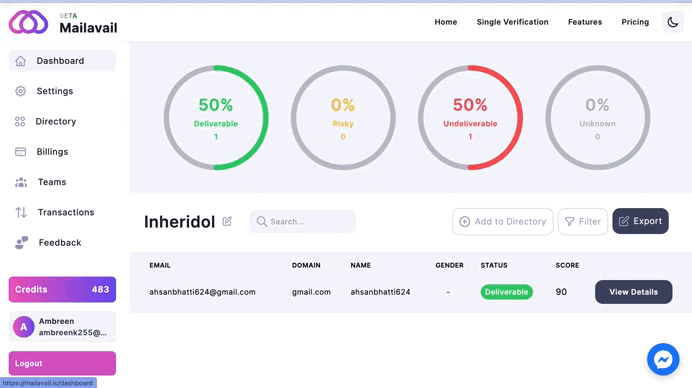 BETA
Mailavail
Home Single Verification Features Pricing
Dashboard
Settings
Directory
Billings
Teams
Transactions
Feedback
Credits 483
A
Ambreen
ambreenk255@...
Logout
https://mailavail.io/dashboard
50%
Deliverable
1
0%
Risky
0
50%
Undeliverable
1
0%
Unknown
0
Inheridol
Search...
Add to Directory
Filter
Export
EMAIL DOMAIN NAME GENDER STATUS SCORE
ahsanbhatti624@gmail.com gmail.com ahsanbhatti624 - Deliverable 90 View Details